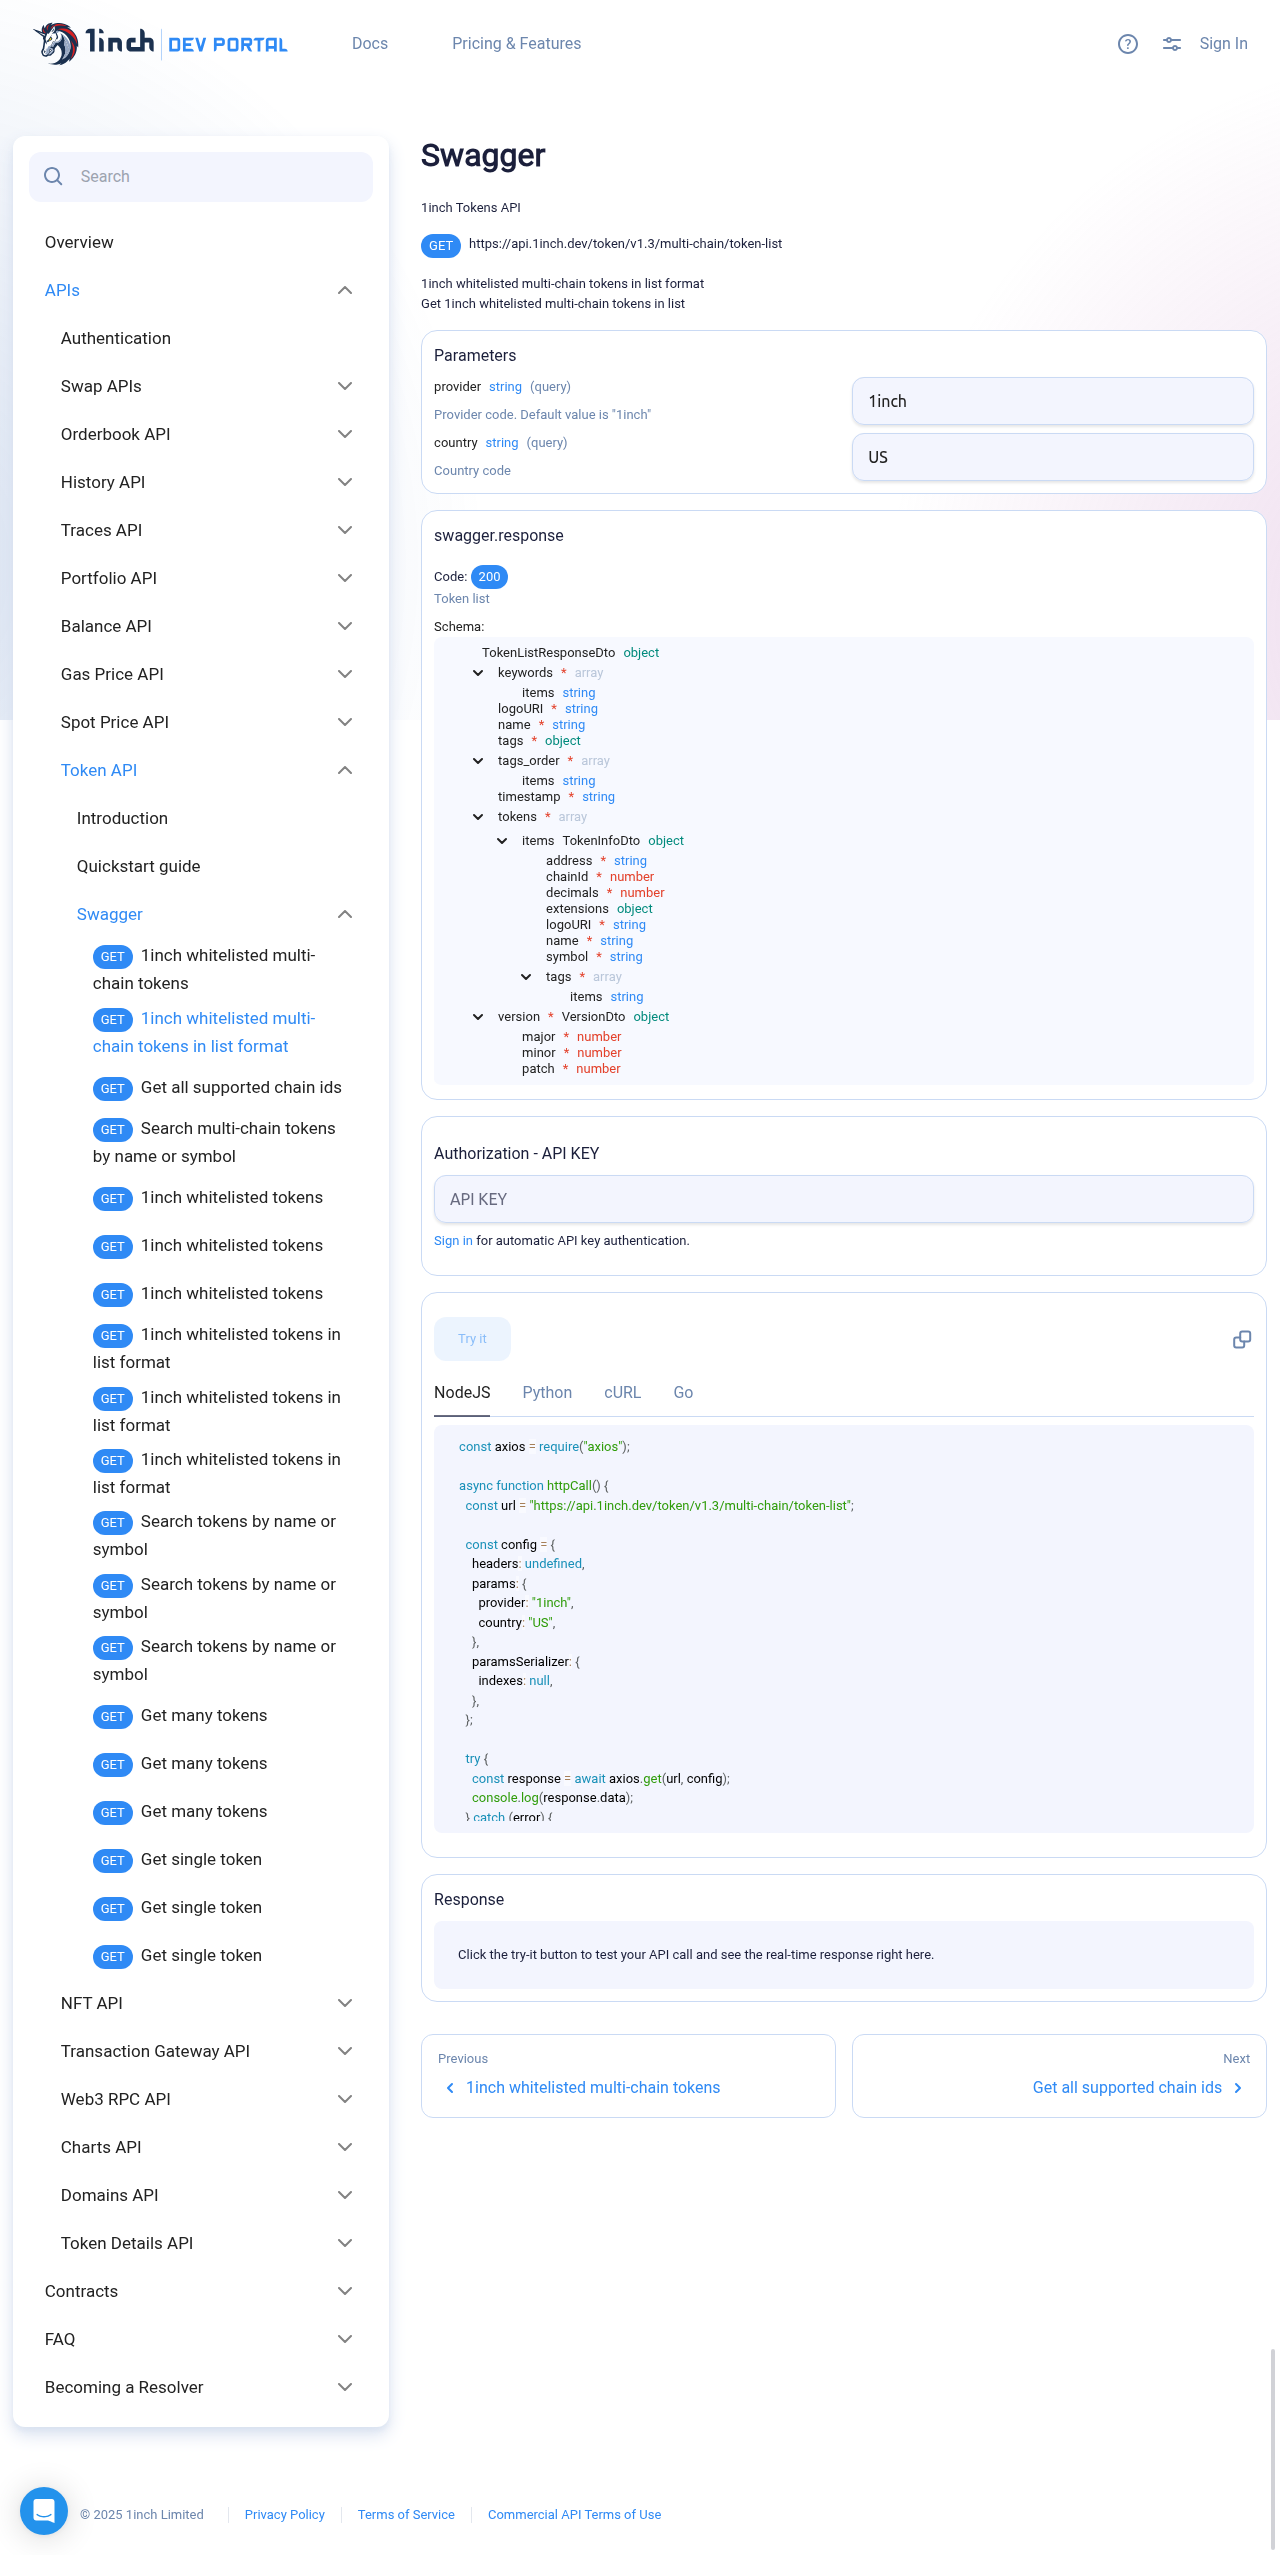 1inch DEV PORTAL
Docs
Pricing & Features
Sign In
Search
Overview
APIs
Authentication
Swap APIs
Orderbook API
History API
Traces API
Portfolio API
Balance API
Gas Price API
Spot Price API
Token API
Introduction
Quickstart guide
Swagger
GET 1inch whitelisted multi-
chain tokens
GET 1inch whitelisted multi-
chain tokens in list format
GET Get all supported chain ids
GET Search multi-chain tokens
by name or symbol
GET 1inch whitelisted tokens
GET 1inch whitelisted tokens
GET 1inch whitelisted tokens
GET 1inch whitelisted tokens in
list format
GET 1inch whitelisted tokens in
list format
GET 1inch whitelisted tokens in
list format
GET Search tokens by name or
symbol
GET Search tokens by name or
symbol
GET Search tokens by name or
symbol
GET Get many tokens
GET Get many tokens
GET Get many tokens
GET Get single token
GET Get single token
GET Get single token
NFT API
Transaction Gateway API
Web3 RPC API
Charts API
Domains API
Token Details API
Contracts
FAQ
Becoming a Resolver
Swagger
1inch Tokens API
GET https://api.1inch.dev/token/v1.3/multi-chain/token-list
1inch whitelisted multi-chain tokens in list format
Get 1inch whitelisted multi-chain tokens in list
Parameters
provider string (query)
Provider code. Default value is "1inch"
1inch
country string (query)
Country code
US
swagger.response
Code: 200
Token list
Schema:
TokenListResponseDto object
keywords * array
items string
logoURI * string
name * string
tags * object
tags_order * array
items string
timestamp * string
tokens * array
items TokenInfoDto object
address * string
chainId * number
decimals * number
extensions object
logoURI * string
name * string
symbol * string
tags * array
items string
version * VersionDto object
major * number
minor * number
patch * number
Authorization - API KEY
API KEY
Sign in for automatic API key authentication.
Try it
NodeJS
Python
cURL
Go
const axios = require("axios");
async function httpCall() {
const url = "https://api.1inch.dev/token/v1.3/multi-chain/token-list";
const config = {
headers: undefined,
params: {
provider: "1inch",
country: "US",
},
paramsSerializer: {
indexes: null,
},
};
try {
const response = await axios.get(url, config);
console.log(response.data);
} catch (error) {
Response
Click the try-it button to test your API call and see the real-time response right here.
Previous
1inch whitelisted multi-chain tokens
Next
Get all supported chain ids
© 2025 1inch Limited
Privacy Policy
Terms of Service
Commercial API Terms of Use